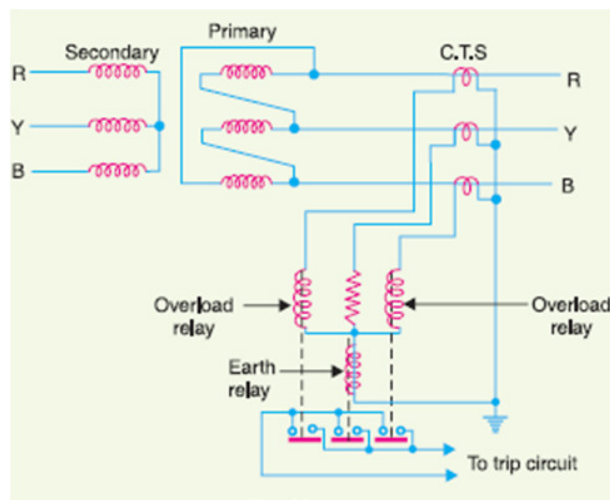 Primary
Secondary
C.T.S
R
R
Y
Y
B
B
Overload
relay
Overload
relay
Earth
relay
To trip circuit